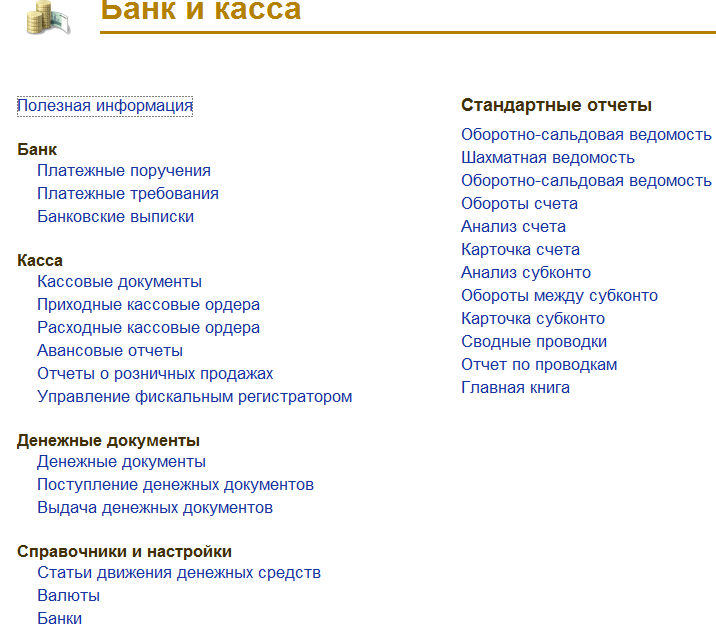 Банк и касса
Полезная информация
Банк
Платежные поручения
Платежные требования
Банковские выписки
Касса
Кассовые документы
Приходные кассовые ордера
Расходные кассовые ордера
Авансовые отчеты
Отчеты о розничных продажах
Управление фискальным регистратором
Денежные документы
Денежные документы
Поступление денежных документов
Выдача денежных документов
Справочники и настройки
Статьи движения денежных средств
Валюты
Банки
Стандартные отчеты
Оборотно-сальдовая ведомость
Шахматная ведомость
Оборотно-сальдовая ведомость
Обороты счета
Анализ счета
Карточка счета
Анализ субконто
Обороты между субконто
Карточка субконто
Сводные проводки
Отчет по проводкам
Главная книга